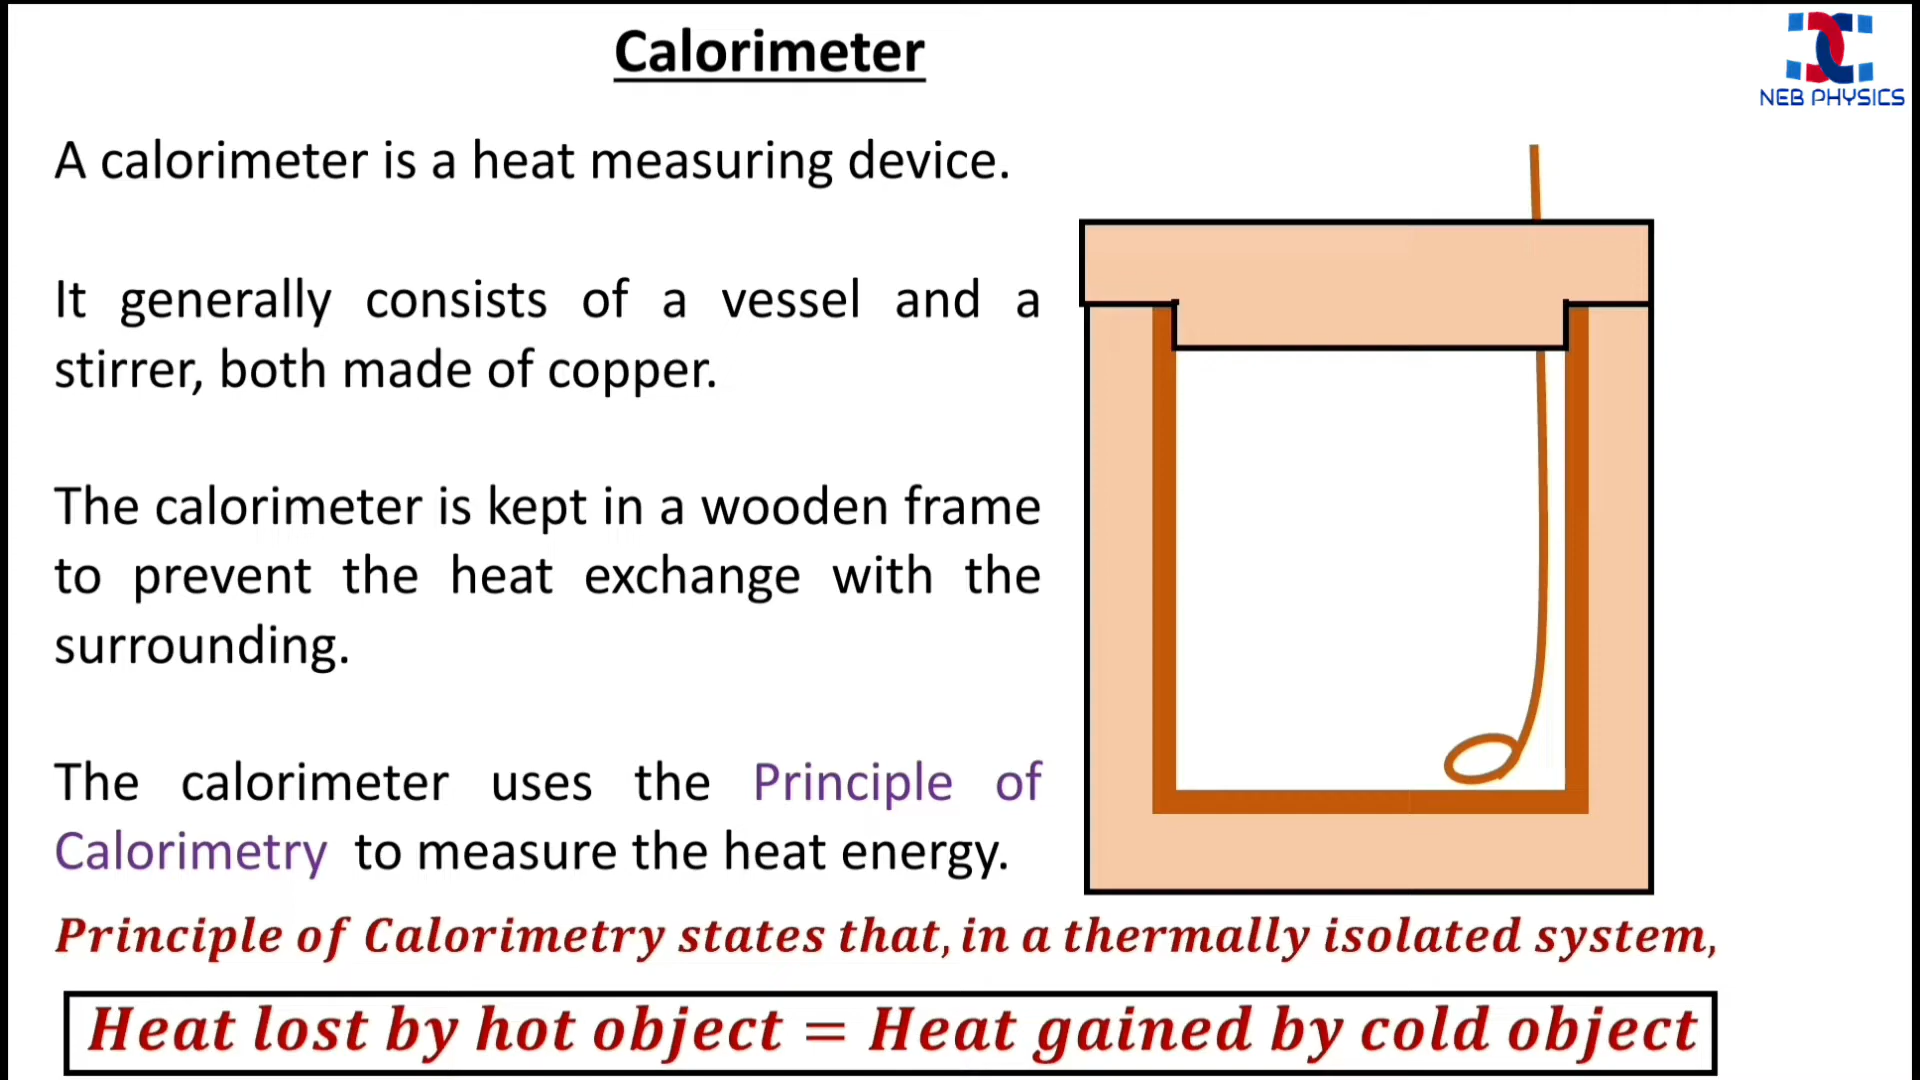 Calorimeter
NEB PHYSICS
A calorimeter is a heat measuring device.
It generally consists of a vessel and a
stirrer, both made of copper.
The calorimeter is kept in a wooden frame
to prevent the heat exchange with the
surrounding.
The calorimeter uses the Principle of
Calorimetry to measure the heat energy.
Principle of Calorimetry states that, in a thermally isolated system,
Heat lost by hot object = Heat gained by cold object